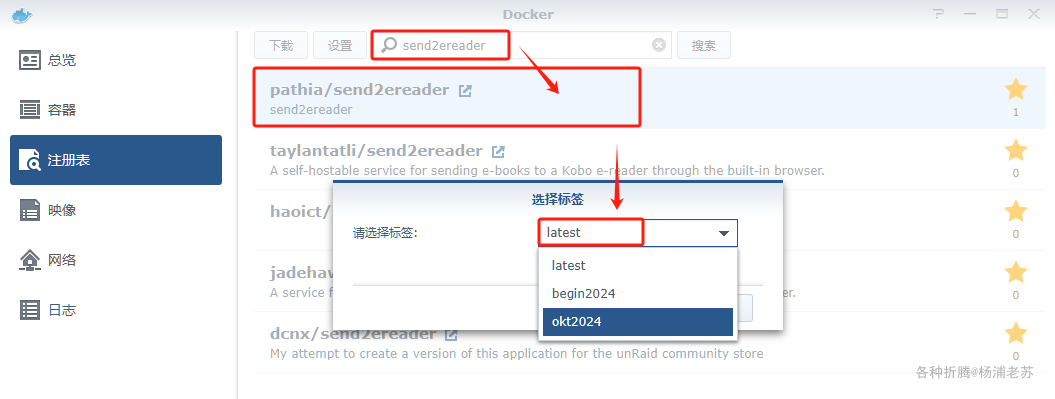 Docker
总览
容器
注册表
映像
网络
日志
下载 设置 send2ereader 搜索
pathia/send2ereader
send2ereader
1
taylantatli/send2ereader
A self-hostable service for sending e-books to a Kobo e-reader through the built-in browser.
0
haoict/
0
jadehaw
A service f
er.
0
dcnx/send2ereader
My attempt to create a version of this application for the unRaid community store
0
选择标签
请选择标签:
latest
latest
begin2024
okt2024
各种折腾@杨浦老苏